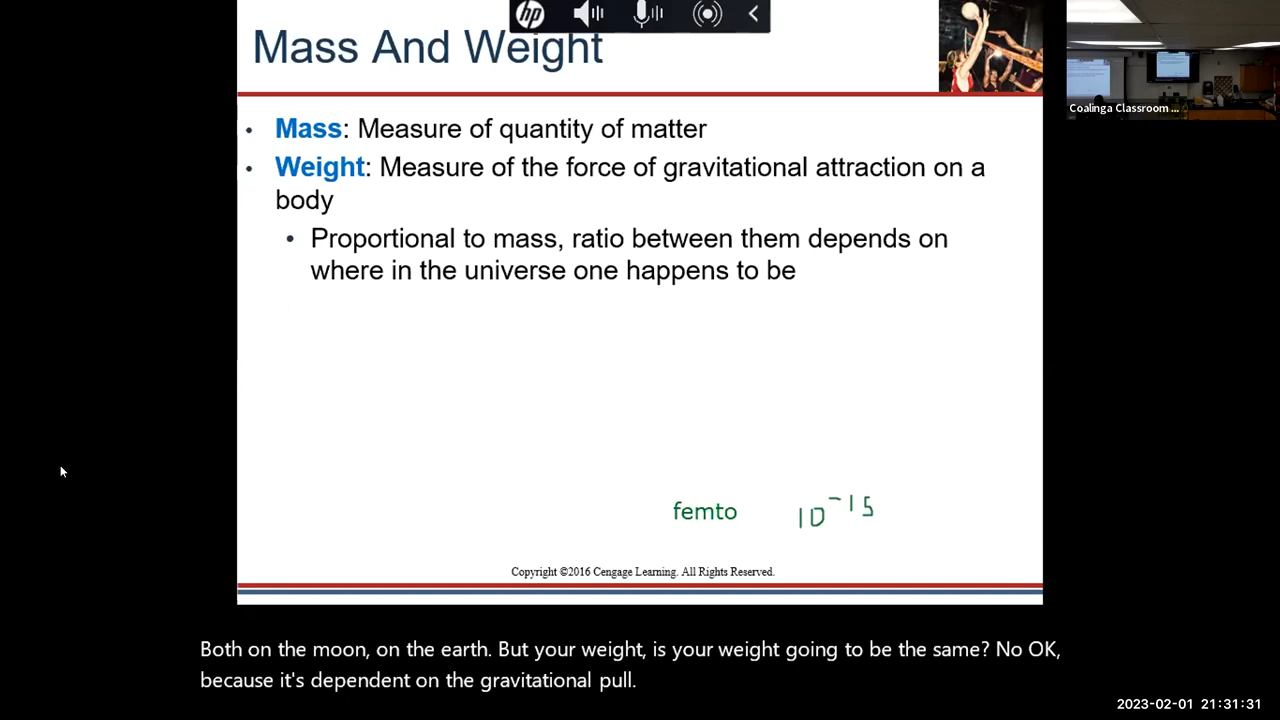 hp
Mass And Weight
Coalinga Classroom ...
• Mass: Measure of quantity of matter
• Weight: Measure of the force of gravitational attraction on a
body
• Proportional to mass, ratio between them depends on
where in the universe one happens to be
femto 10⁻¹⁵
Copyright ©2016 Cengage Learning. All Rights Reserved.
Both on the moon, on the earth. But your weight, is your weight going to be the same? No OK,
because it's dependent on the gravitational pull.
2023-02-01 21:31:31